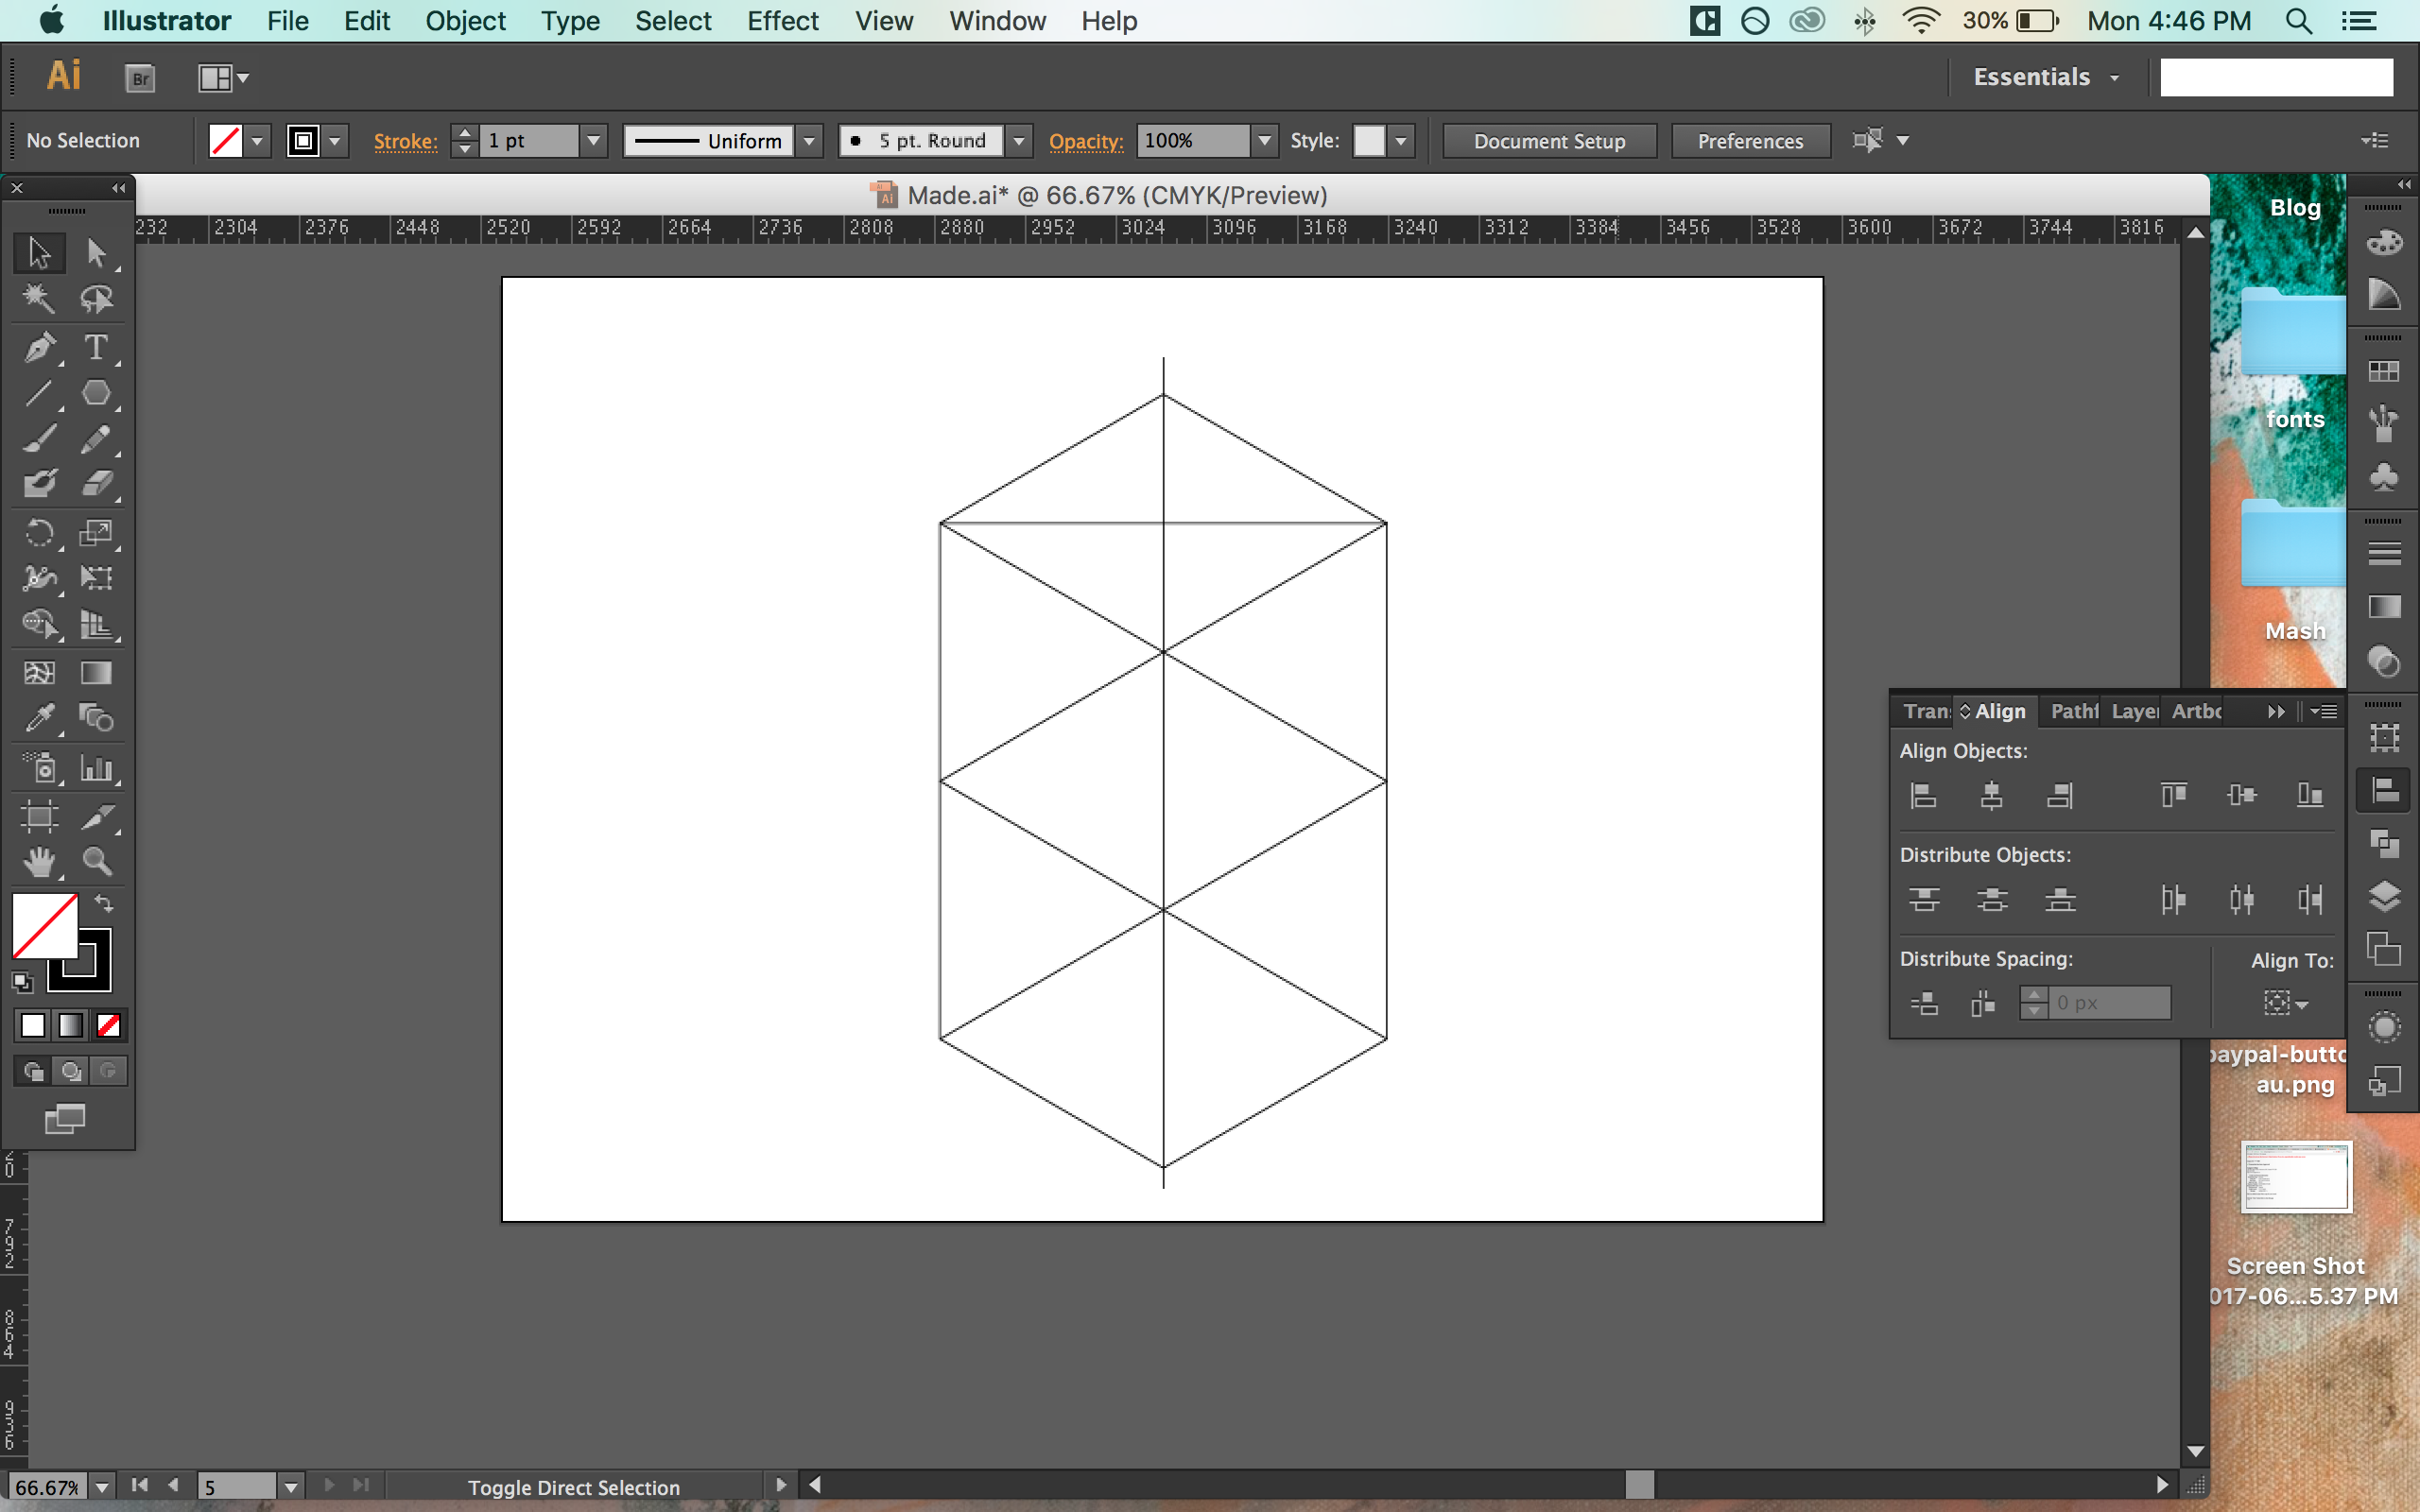 Illustrator File Edit Object Type Select Effect View Window Help 30% Mon 4:46 PM
Ai Br Essentials
No Selection Stroke: 1 pt Uniform 5 pt. Round Opacity: 100% Style: Document Setup Preferences
Made.ai* @ 66.67% (CMYK/Preview)
232 2304 2376 2448 2520 2592 2664 2736 2808 2880 2952 3024 3096 3168 3240 3312 3384 3456 3528 3600 3672 3744 3816
Blog
fonts
Mash
Tran Align Pathf Layer Artbo
Align Objects:
Distribute Objects:
Distribute Spacing: Align To:
0 px
paypal-butto
au.png
Screen Shot
017-06...5.37 PM
792
864
936
66.67% 5 Toggle Direct Selection